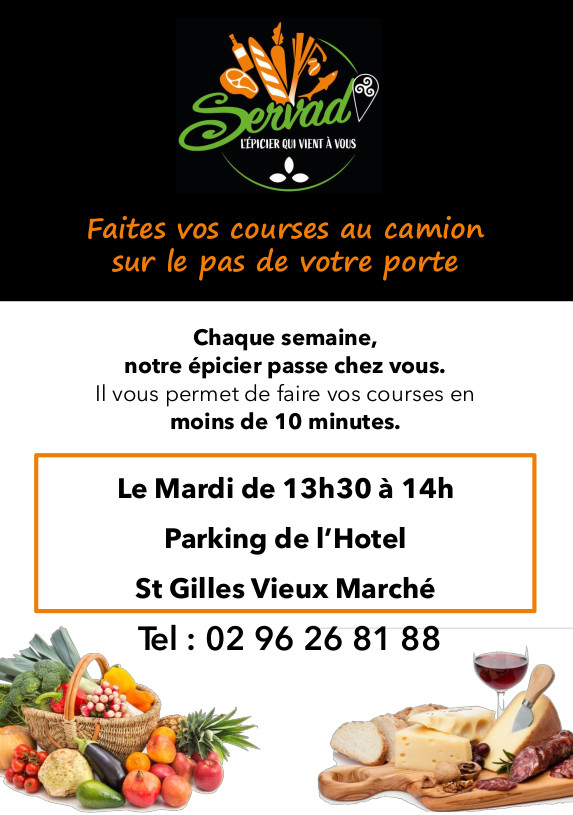 Servad
L'ÉPICIER QUI VIENT À VOUS
Faites vos courses au camion
sur le pas de votre porte
Chaque semaine,
notre épicier passe chez vous.
Il vous permet de faire vos courses en
moins de 10 minutes.
Le Mardi de 13h30 à 14h
Parking de l'Hotel
St Gilles Vieux Marché
Tel : 02 96 26 81 88